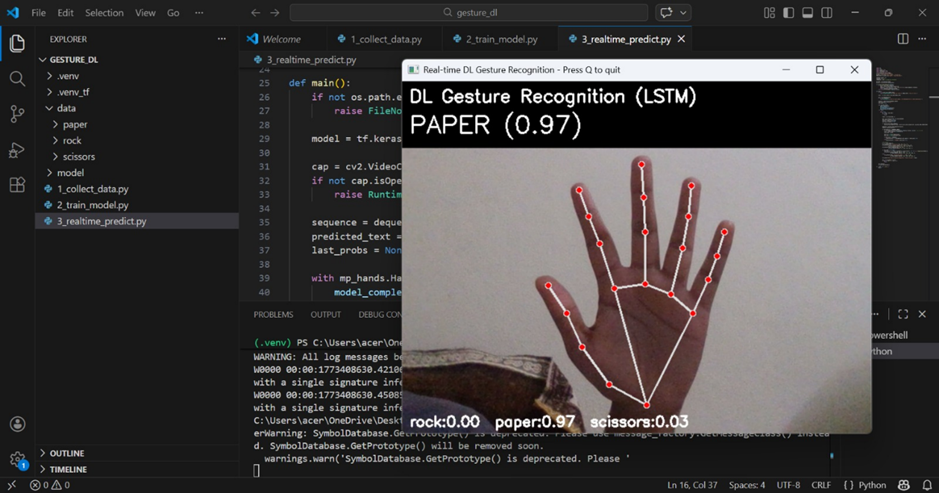 File Edit Selection View Go ···
gesture_dl
EXPLORER ···
Welcome 1_collect_data.py 2_train_model.py 3_realtime_predict.py
GESTURE_DL
3_realtime_predict.py
.venv
.venv_tf
data
paper
rock
scissors
model
1_collect_data.py
2_train_model.py
3_realtime_predict.py
OUTLINE
TIMELINE
24
25 def main():
26 if not os.path.e
27 raise FileNo
28
29 model = tf.keras
30
31 cap = cv2.VideoC
32 if not cap.isOpe
33 raise Runtim
34
35 sequence = deque
36 predicted_text =
37 last_probs = Non
38
39 with mp_hands.Ha
40 model_comple
Real-time DL Gesture Recognition - Press Q to quit
DL Gesture Recognition (LSTM)
PAPER (0.97)
rock:0.00 paper:0.97 scissors:0.03
PROBLEMS OUTPUT DEBUG CON
owershell
ython
(.venv) PS C:\Users\acer\One
WARNING: All log messages be
W0000 00:00:1773408630.42106
with a single signature infe
W0000 00:00:1773408630.45085
with a single signature infe
C:\Users\acer\OneDrive\Deskt
erWarning: SymbolDatabase.GetPrototype() is deprecated. Please use message_factory.GetMessageClass() instea
d. SymbolDatabase.GetPrototype() will be removed soon.
warnings.warn('SymbolDatabase.GetPrototype() is deprecated. Please '
1
0 0 Ln 16, Col 37 Spaces: 4 UTF-8 CRLF { } Python